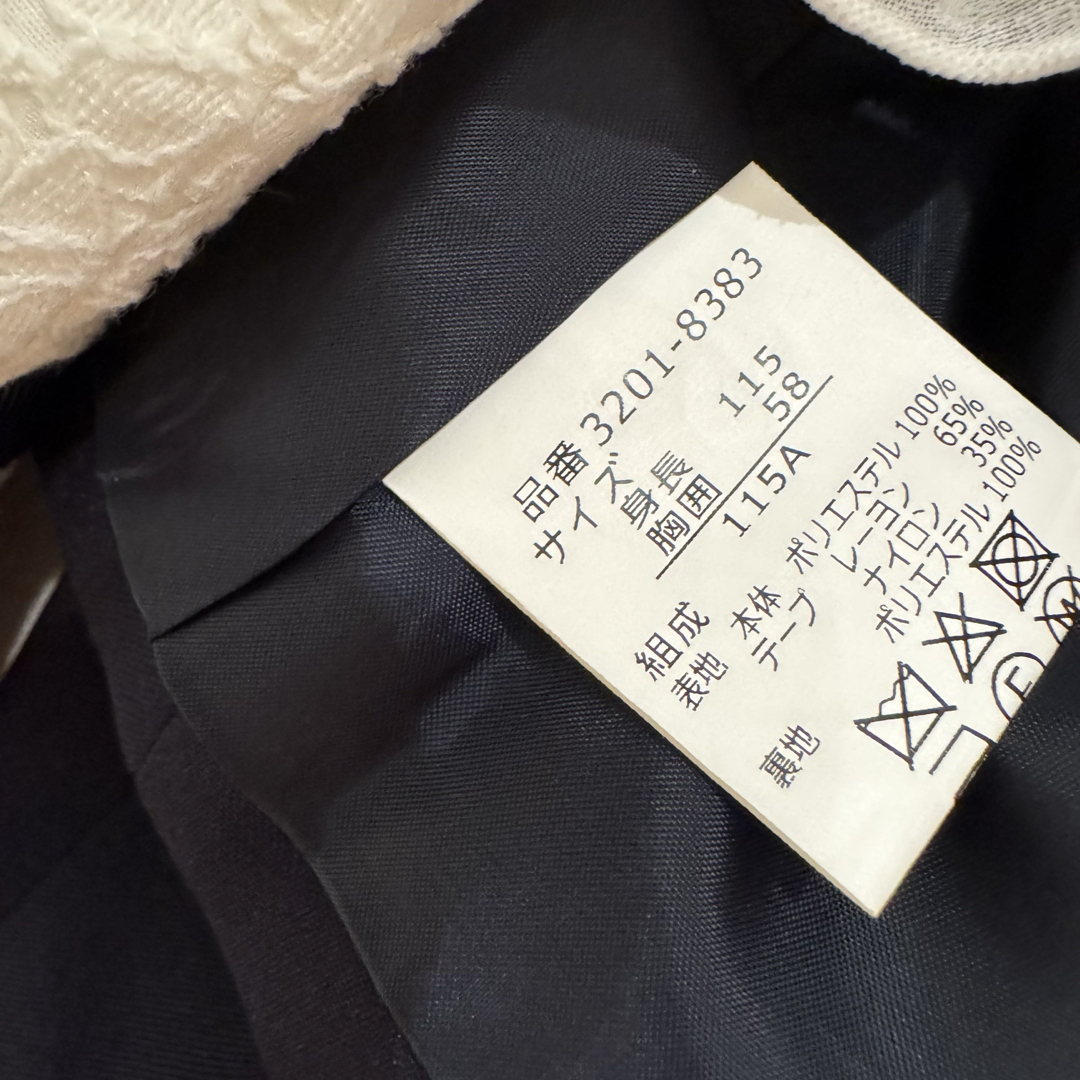 品番 3201-8383
サイズ
身長 115
胸囲 58
115A
組成
表地 本体 ポリエステル 100%
テープ レーヨン 65%
ナイロン 35%
裏地 ポリエステル 100%
F